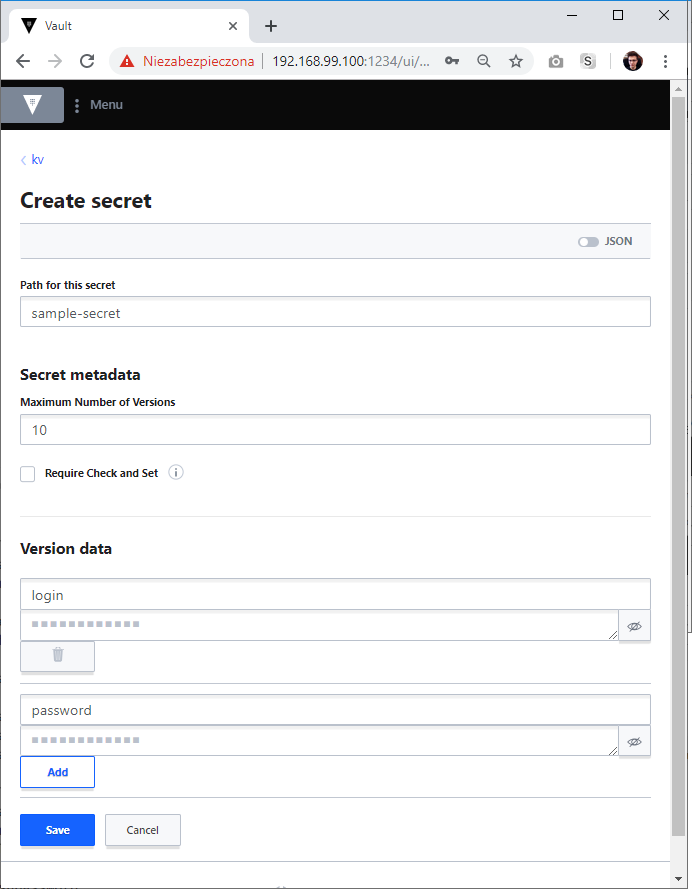 Vault
Niezabezpieczona
192.168.99.100:1234/ui/...
S
Menu
kv
Create secret
JSON
Path for this secret
sample-secret
Secret metadata
Maximum Number of Versions
10
Require Check and Set
Version data
login
password
Add
Save
Cancel